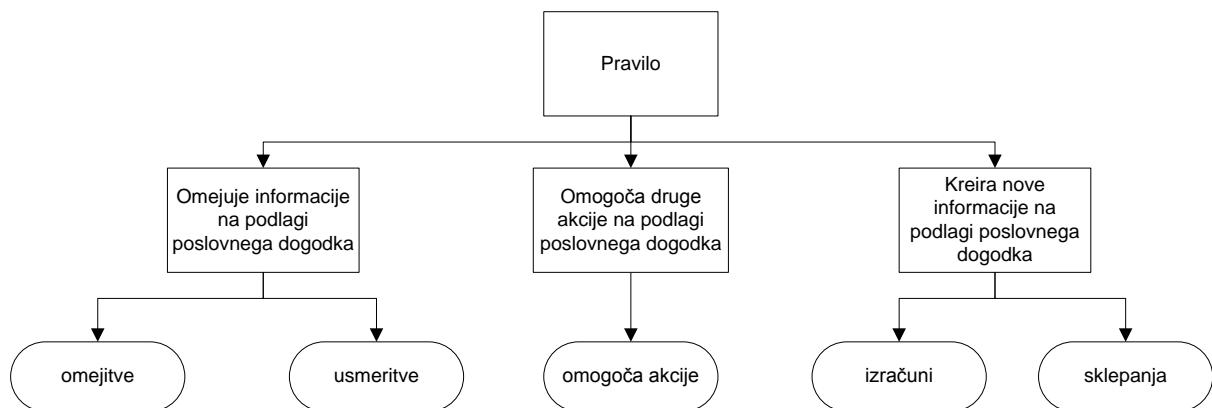 Pravilo
Omejuje informacije
na podlagi
poslovnega dogodka
Omogoča druge
akcije na podlagi
poslovnega dogodka
Kreira nove
informacije na
podlagi poslovnega
dogodka
omejitve
usmeritve
omogoča akcije
izračuni
sklepanja